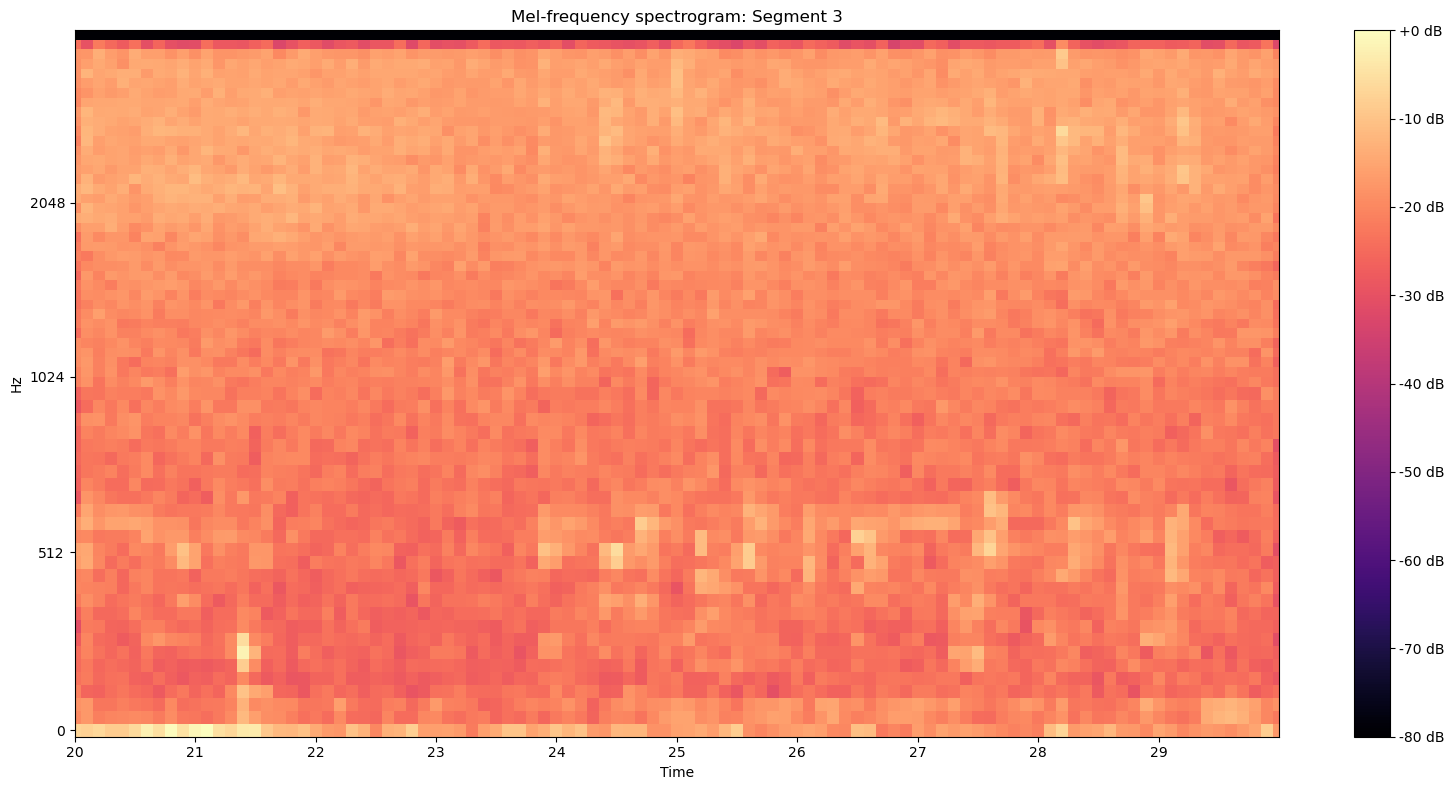 Mel-frequency spectrogram: Segment 3
+0 dB
-10 dB
-20 dB
-30 dB
-40 dB
-50 dB
-60 dB
-70 dB
-80 dB
Hz
2048
1024
512
0
20 21 22 23 24 25 26 27 28 29
Time